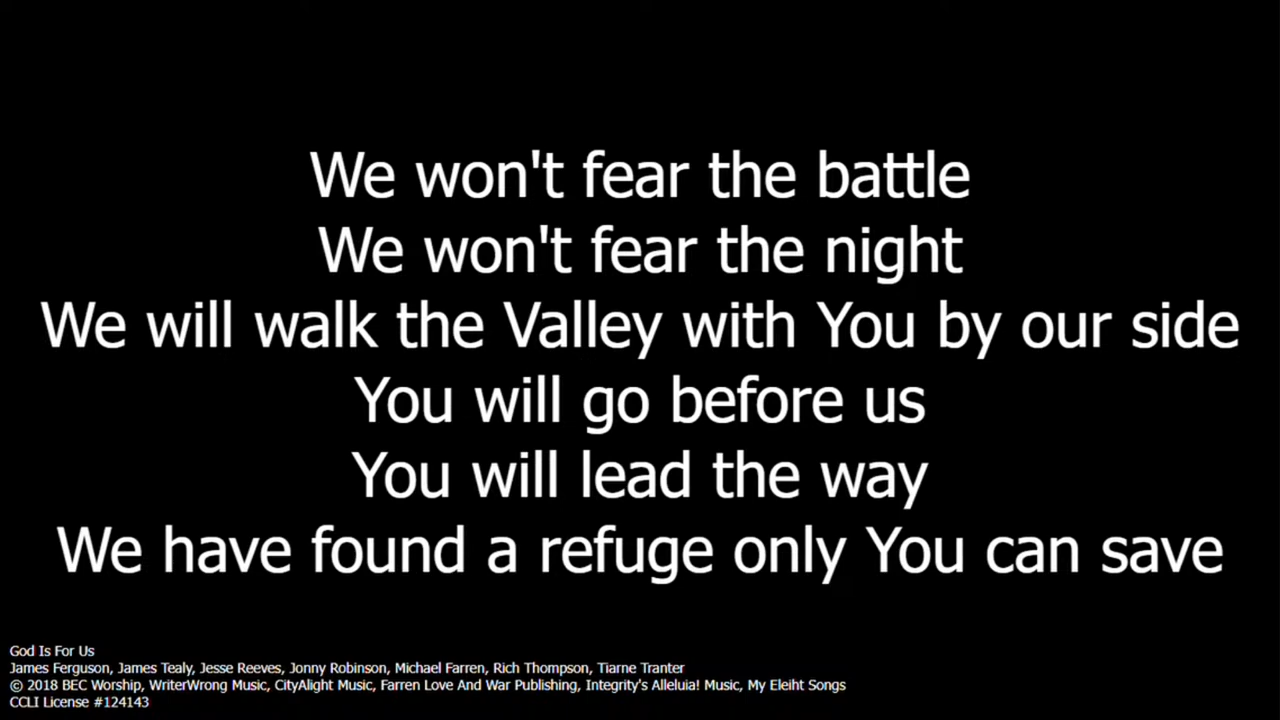 We won't fear the battle
We won't fear the night
We will walk the Valley with You by our side
You will go before us
You will lead the way
We have found a refuge only You can save
God Is For Us
James Ferguson, James Tealy, Jesse Reeves, Jonny Robinson, Michael Farren, Rich Thompson, Tiarne Tranter
© 2018 BEC Worship, WriterWrong Music, CityAlight Music, Farren Love And War Publishing, Integrity's Alleluia! Music, My Eleiht Songs
CCLI License #124143